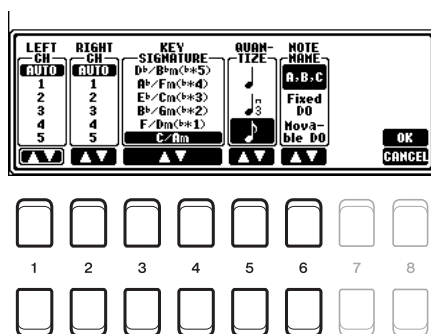 LEFT CH
RIGHT CH
KEY SIGNATURE
QUAN-TIZE
NOTE NAME
AUTO AUTO D♭/B♭m(♭*5) A,B,C
1 1 A♭/Fm(♭*4)
2 2 E♭/Cm(♭*3) 3 Fixed
3 3 B♭/Gm(♭*2) DO
4 4 F/Dm(♭*1) Mova-
5 5 C/Am ble DO OK
CANCEL
1 2 3 4 5 6 7 8